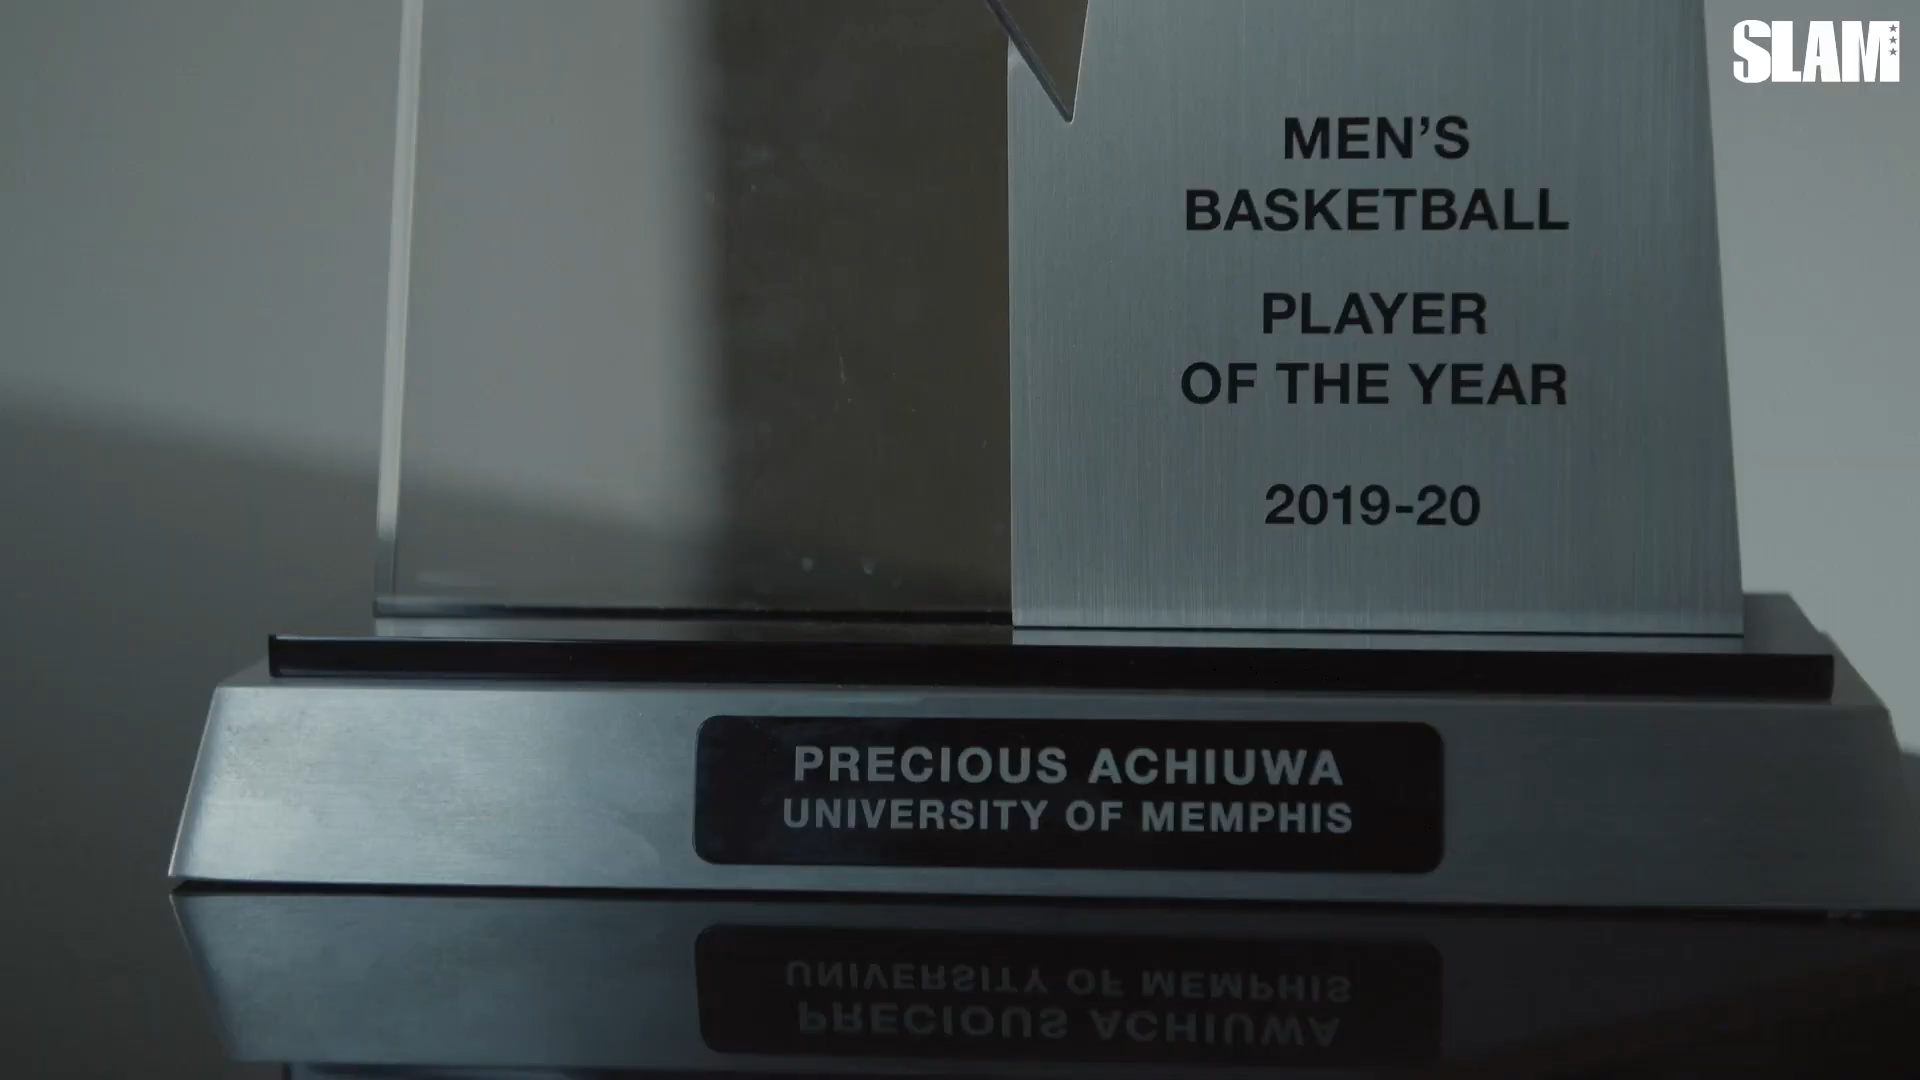 SLAM
MEN'S
BASKETBALL
PLAYER
OF THE YEAR
2019-20
PRECIOUS ACHIUWA
UNIVERSITY OF MEMPHIS
UNIVERSITY OF MEMPHIS
PRECIOUS ACHIUWA